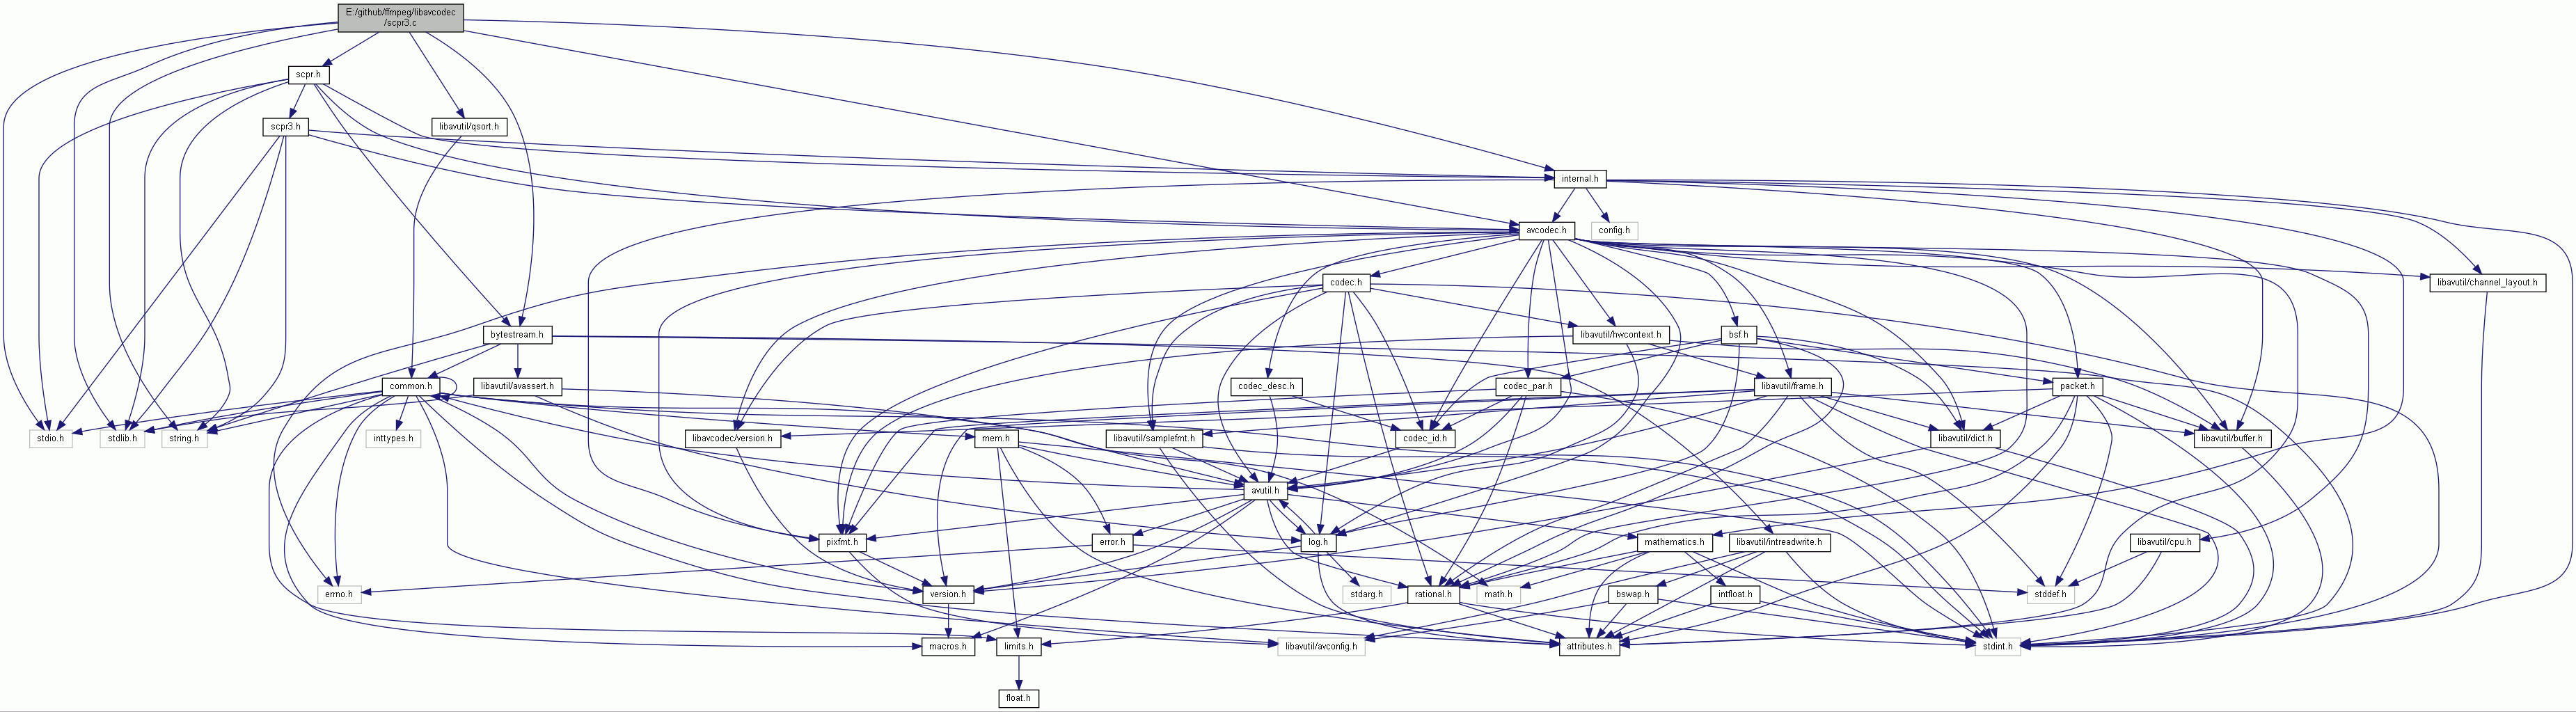 E:/github/ffmpeg/libavcodec
/scpr3.c
scpr.h
scpr3.h
libavutil/qsort.h
internal.h
avcodec.h
config.h
codec.h
libavutil/channel_layout.h
bytestream.h
libavutil/hwcontext.h
bsf.h
common.h
libavutil/avassert.h
codec_desc.h
codec_par.h
libavutil/frame.h
packet.h
stdio.h
stdlib.h
string.h
inttypes.h
libavcodec/version.h
mem.h
libavutil/samplefmt.h
codec_id.h
libavutil/dict.h
libavutil/buffer.h
avutil.h
pixfmt.h
error.h
log.h
mathematics.h
libavutil/intreadwrite.h
libavutil/cpu.h
errno.h
version.h
stdarg.h
rational.h
math.h
bswap.h
intfloat.h
stddef.h
macros.h
limits.h
libavutil/avconfig.h
attributes.h
stdint.h
float.h